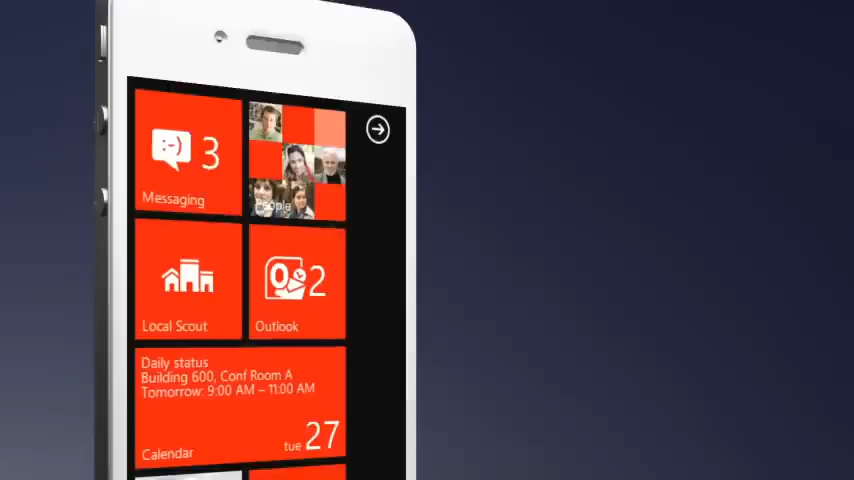 3
Messaging
People
Local Scout
2
Outlook
Daily status
Building 600, Conf Room A
Tomorrow: 9:00 AM – 11:00 AM
tue 27
Calendar